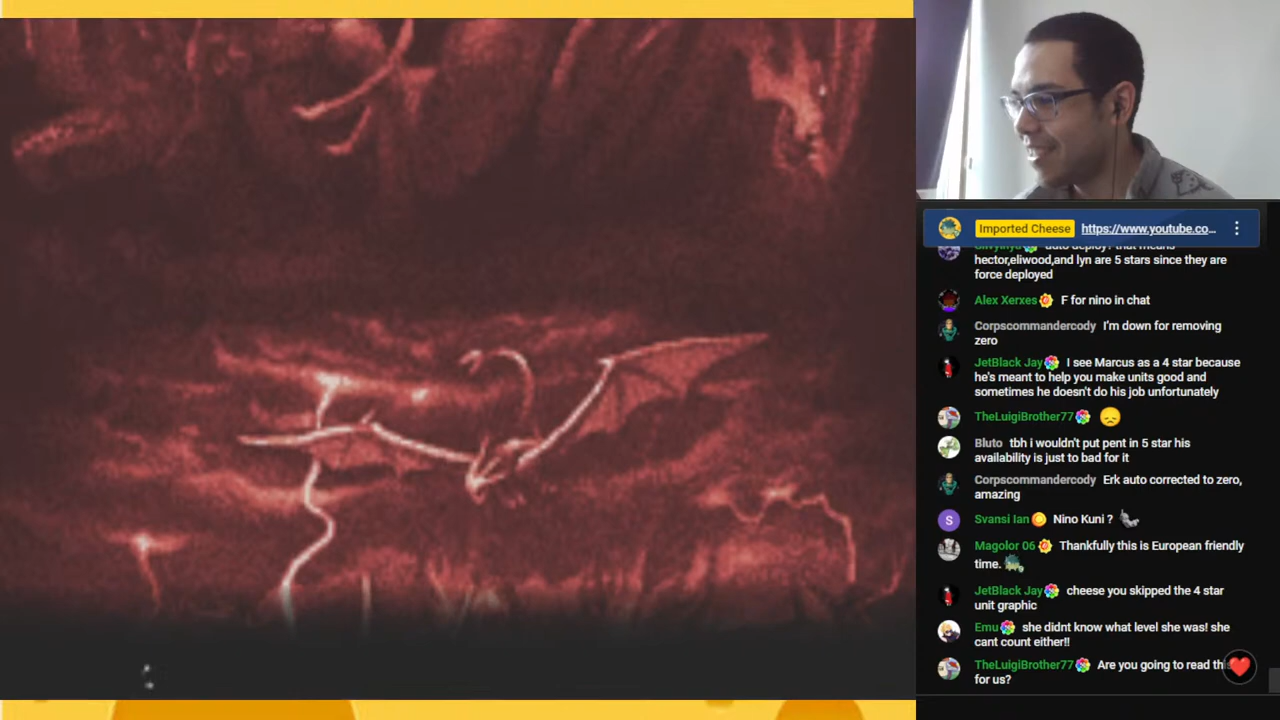 Imported Cheese https://www.youtube.co...
hector,eliwood,and lyn are 5 stars since they are
force deployed
Alex Xerxes F for nino in chat
Corpscommandercody I'm down for removing
zero
JetBlack Jay I see Marcus as a 4 star because
he's meant to help you make units good and
sometimes he doesn't do his job unfortunately
TheLuigiBrother77
Bluto tbh i wouldn't put pent in 5 star his
availability is just to bad for it
Corpscommandercody Erk auto corrected to zero,
amazing
S Svansi Ian Nino Kuni ?
Magolor 06 Thankfully this is European friendly
time.
JetBlack Jay cheese you skipped the 4 star
unit graphic
Emu she didnt know what level she was! she
cant count either!!
TheLuigiBrother77 Are you going to read this
for us?